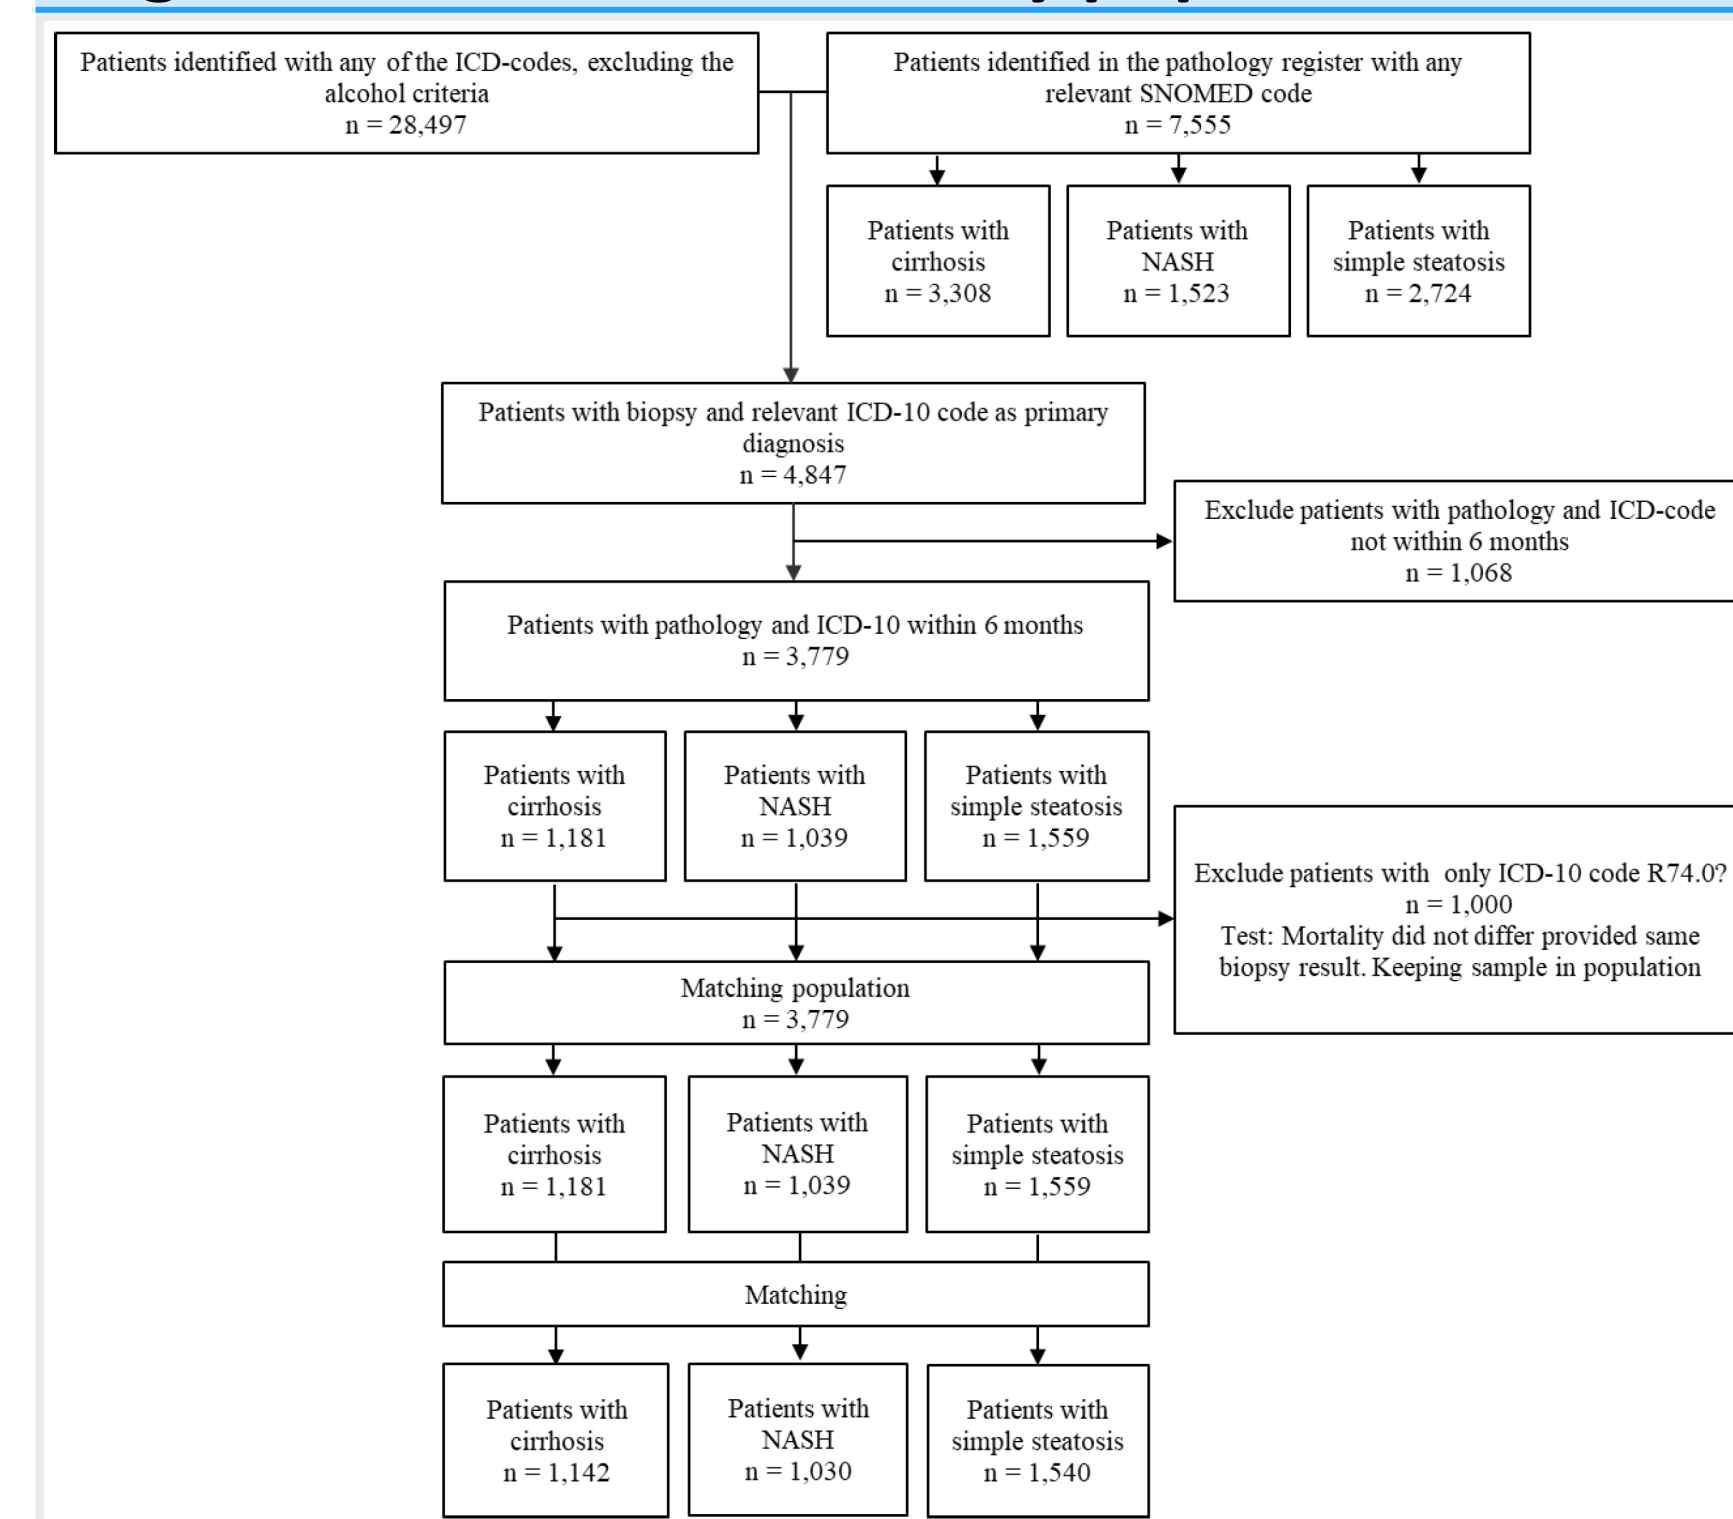 Patients identified with any of the ICD-codes, excluding the
alcohol criteria
n = 28,497
Patients identified in the pathology register with any
relevant SNOMED code
n = 7,555
Patients with
cirrhosis
n = 3,308
Patients with
NASH
n = 1,523
Patients with
simple steatosis
n = 2,724
Patients with biopsy and relevant ICD-10 code as primary
diagnosis
n = 4,847
Exclude patients with pathology and ICD-code
not within 6 months
n = 1,068
Patients with pathology and ICD-10 within 6 months
n = 3,779
Patients with
cirrhosis
n = 1,181
Patients with
NASH
n = 1,039
Patients with
simple steatosis
n = 1,559
Exclude patients with only ICD-10 code R74.0?
n = 1,000
Test: Mortality did not differ provided same
biopsy result. Keeping sample in population
Matching population
n = 3,779
Patients with
cirrhosis
n = 1,181
Patients with
NASH
n = 1,039
Patients with
simple steatosis
n = 1,559
Matching
Patients with
cirrhosis
n = 1,142
Patients with
NASH
n = 1,030
Patients with
simple steatosis
n = 1,540